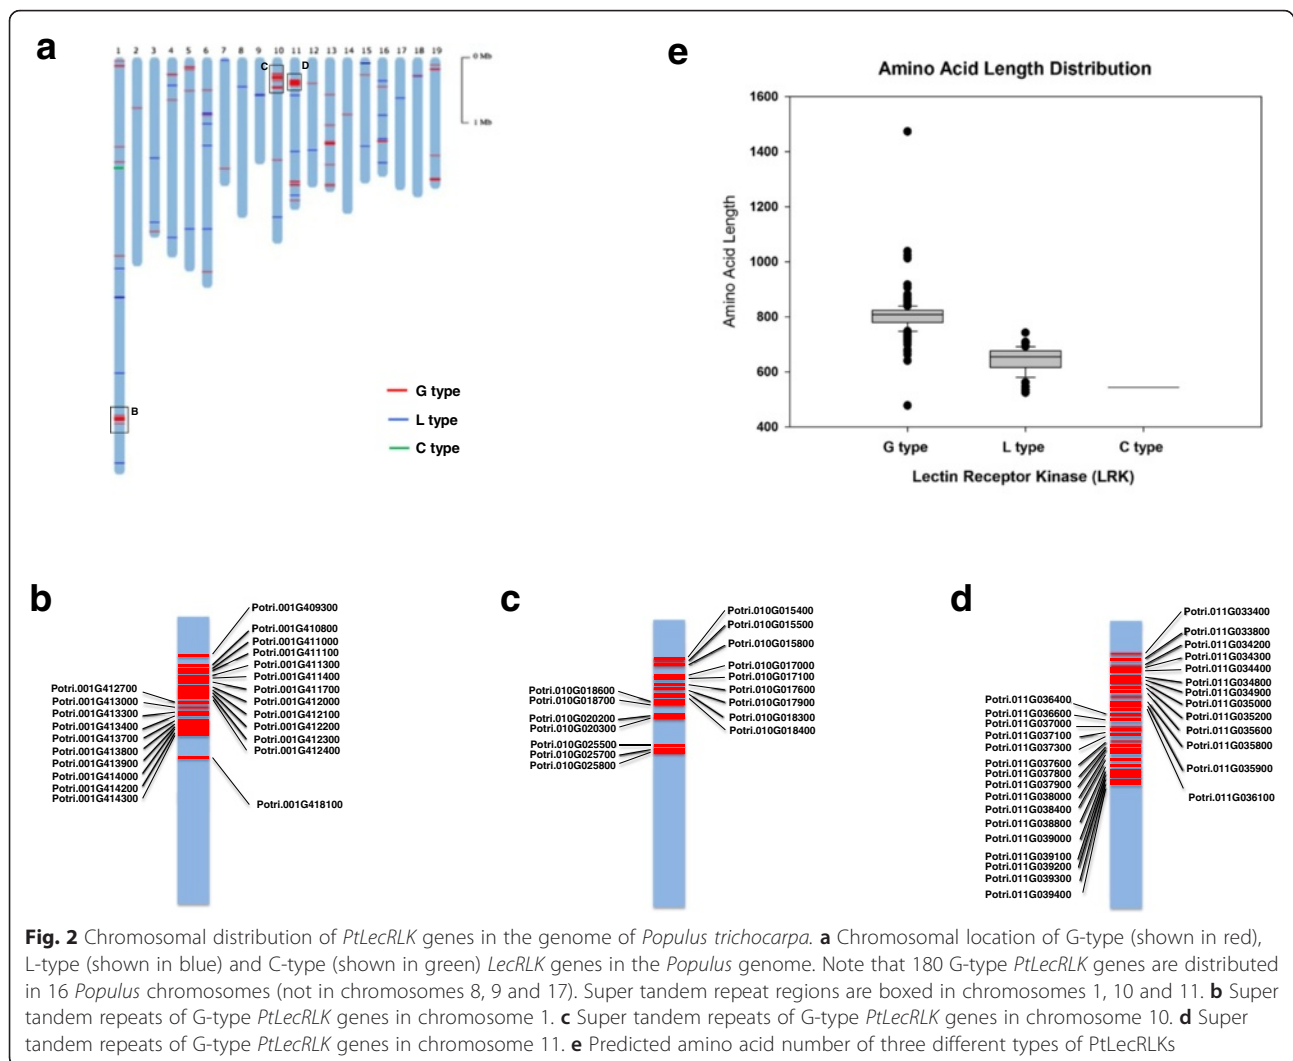 a
1 2 3 4 5 6 7 8 9 10 11 12 13 14 15 16 17 18 19
C
D
B
0 Mb
1 Mb
G type
L type
C type
e
Amino Acid Length Distribution
Amino Acid Length
1600
1400
1200
1000
800
600
400
G type L type C type
Lectin Receptor Kinase (LRK)
b
Potri.001G409300
Potri.001G410800
Potri.001G411000
Potri.001G411100
Potri.001G411300
Potri.001G411400
Potri.001G411700
Potri.001G412000
Potri.001G412100
Potri.001G412200
Potri.001G412300
Potri.001G412400
Potri.001G412700
Potri.001G413000
Potri.001G413300
Potri.001G413400
Potri.001G413700
Potri.001G413800
Potri.001G413900
Potri.001G414000
Potri.001G414200
Potri.001G414300
Potri.001G418100
c
Potri.010G015400
Potri.010G015500
Potri.010G015800
Potri.010G017000
Potri.010G017100
Potri.010G017600
Potri.010G017900
Potri.010G018300
Potri.010G018400
Potri.010G018600
Potri.010G018700
Potri.010G020200
Potri.010G020300
Potri.010G025500
Potri.010G025700
Potri.010G025800
d
Potri.011G033400
Potri.011G033800
Potri.011G034200
Potri.011G034300
Potri.011G034400
Potri.011G034800
Potri.011G034900
Potri.011G035000
Potri.011G035200
Potri.011G035600
Potri.011G035800
Potri.011G035900
Potri.011G036100
Potri.011G036400
Potri.011G036600
Potri.011G037000
Potri.011G037100
Potri.011G037300
Potri.011G037600
Potri.011G037800
Potri.011G037900
Potri.011G038000
Potri.011G038400
Potri.011G038800
Potri.011G039000
Potri.011G039100
Potri.011G039200
Potri.011G039300
Potri.011G039400
Fig. 2 Chromosomal distribution of PtLecRLK genes in the genome of Populus trichocarpa. a Chromosomal location of G-type (shown in red),
L-type (shown in blue) and C-type (shown in green) LecRLK genes in the Populus genome. Note that 180 G-type PtLecRLK genes are distributed
in 16 Populus chromosomes (not in chromosomes 8, 9 and 17). Super tandem repeat regions are boxed in chromosomes 1, 10 and 11. b Super
tandem repeats of G-type PtLecRLK genes in chromosome 1. c Super tandem repeats of G-type PtLecRLK genes in chromosome 10. d Super
tandem repeats of G-type PtLecRLK genes in chromosome 11. e Predicted amino acid number of three different types of PtLecRLKs